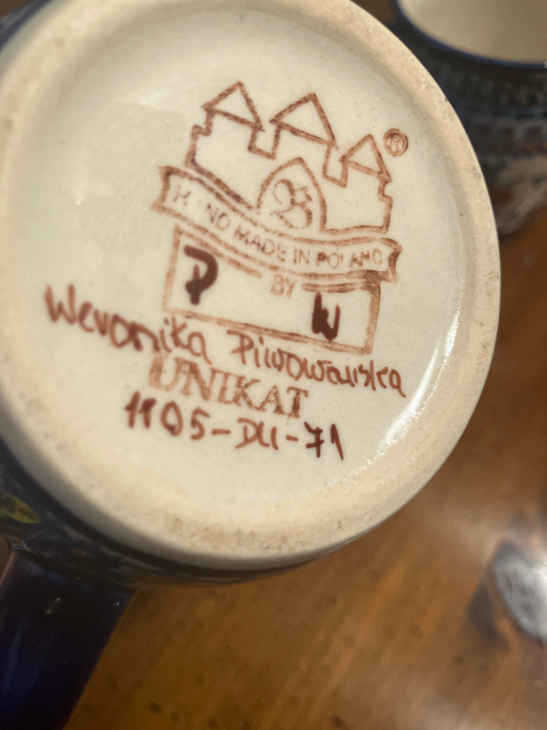 ®
B
HAND MADE IN POLAND
BY
P W
Weronika Piwowarska
UNIKAT
1105-DU-71